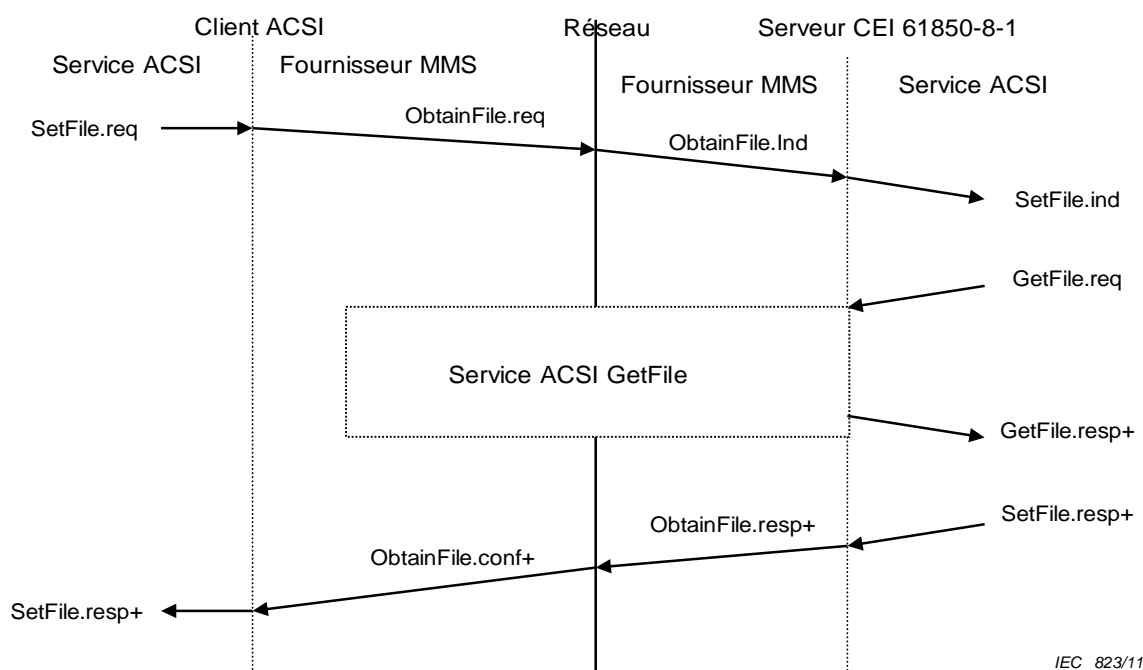 Client ACSI
Réseau
Serveur CEI 61850-8-1
Service ACSI
Fournisseur MMS
Fournisseur MMS
Service ACSI
SetFile.req
ObtainFile.req
ObtainFile.Ind
SetFile.ind
GetFile.req
Service ACSI GetFile
GetFile.resp+
SetFile.resp+
ObtainFile.resp+
ObtainFile.conf+
SetFile.resp+
IEC 823/11